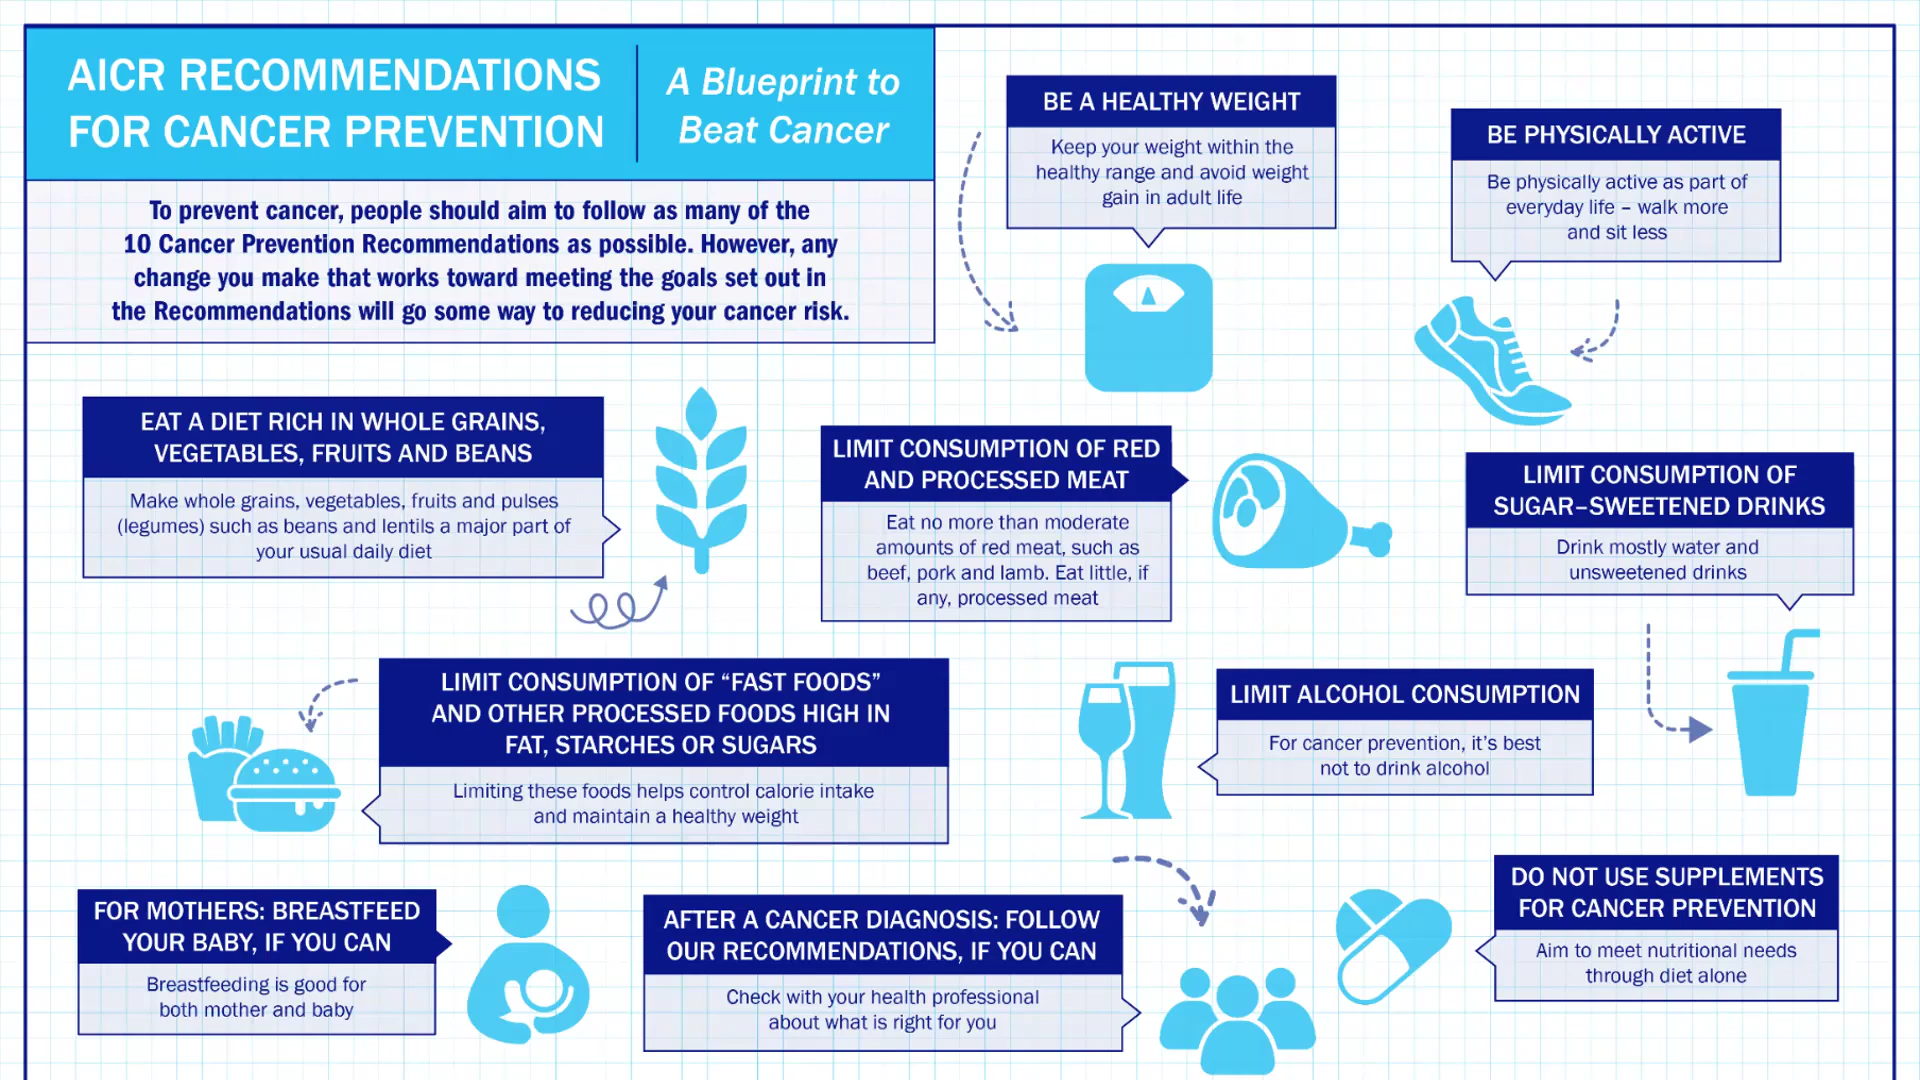 AICR RECOMMENDATIONS
FOR CANCER PREVENTION
A Blueprint to
Beat Cancer
To prevent cancer, people should aim to follow as many of the
10 Cancer Prevention Recommendations as possible. However, any
change you make that works toward meeting the goals set out in
the Recommendations will go some way to reducing your cancer risk.
BE A HEALTHY WEIGHT
Keep your weight within the
healthy range and avoid weight
gain in adult life
BE PHYSICALLY ACTIVE
Be physically active as part of
everyday life – walk more
and sit less
EAT A DIET RICH IN WHOLE GRAINS,
VEGETABLES, FRUITS AND BEANS
Make whole grains, vegetables, fruits and pulses
(legumes) such as beans and lentils a major part of
your usual daily diet
LIMIT CONSUMPTION OF RED
AND PROCESSED MEAT
Eat no more than moderate
amounts of red meat, such as
beef, pork and lamb. Eat little, if
any, processed meat
LIMIT CONSUMPTION OF
SUGAR–SWEETENED DRINKS
Drink mostly water and
unsweetened drinks
LIMIT CONSUMPTION OF “FAST FOODS”
AND OTHER PROCESSED FOODS HIGH IN
FAT, STARCHES OR SUGARS
Limiting these foods helps control calorie intake
and maintain a healthy weight
LIMIT ALCOHOL CONSUMPTION
For cancer prevention, it’s best
not to drink alcohol
FOR MOTHERS: BREASTFEED
YOUR BABY, IF YOU CAN
Breastfeeding is good for
both mother and baby
AFTER A CANCER DIAGNOSIS: FOLLOW
OUR RECOMMENDATIONS, IF YOU CAN
Check with your health professional
about what is right for you
DO NOT USE SUPPLEMENTS
FOR CANCER PREVENTION
Aim to meet nutritional needs
through diet alone